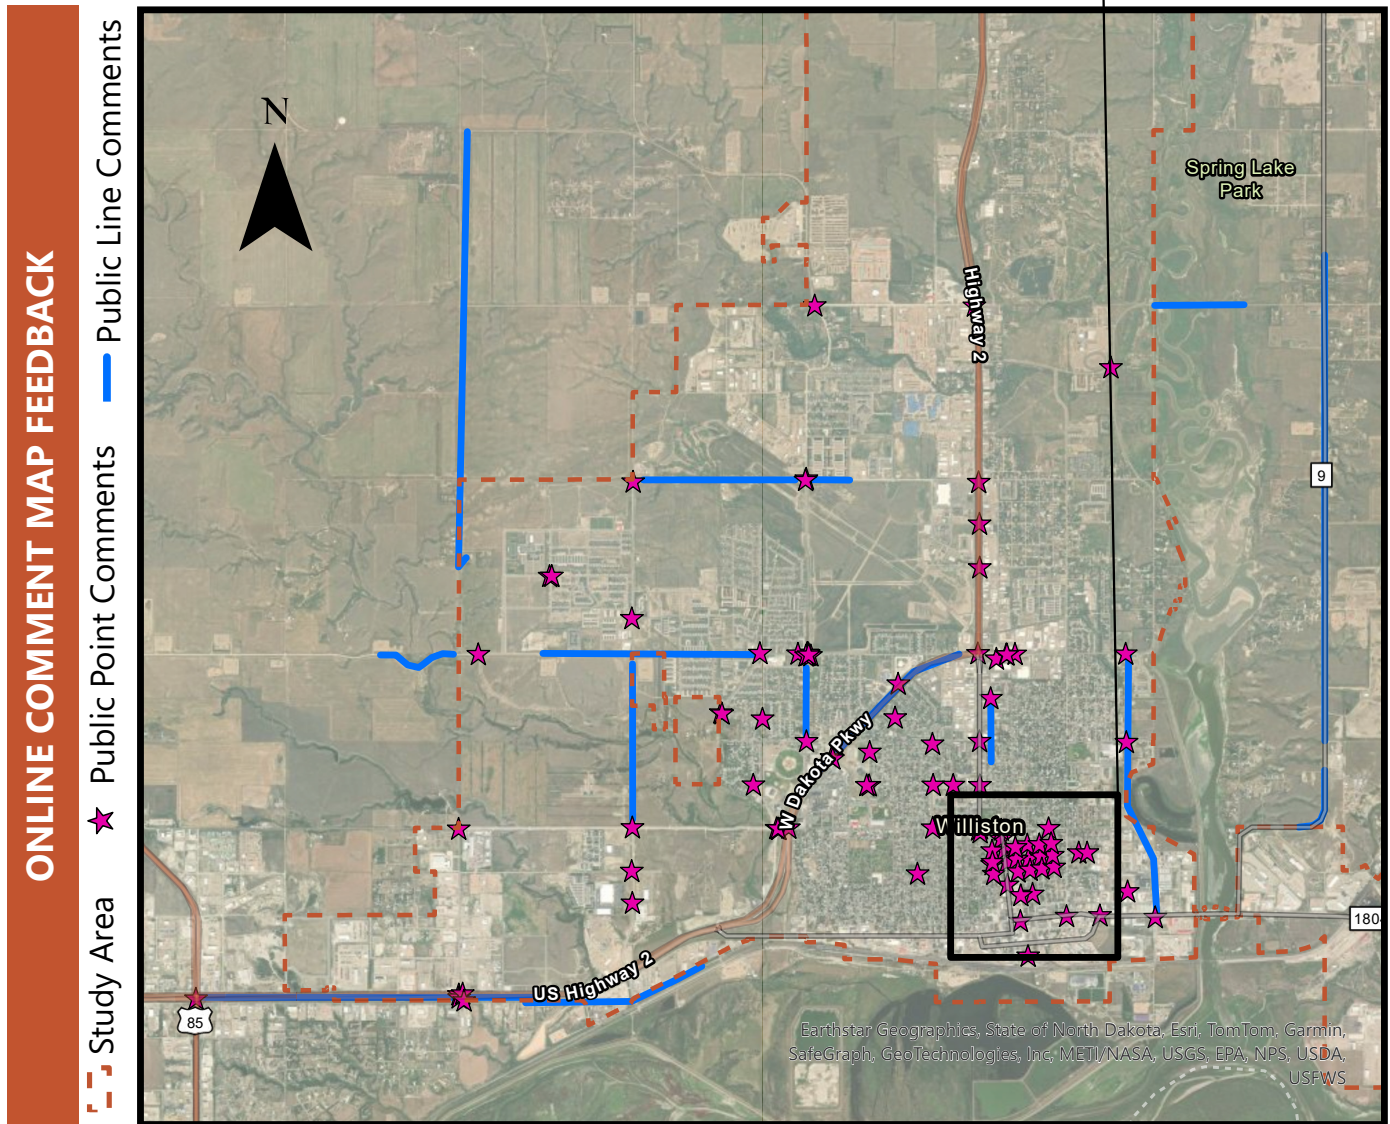 ONLINE COMMENT MAP FEEDBACK
Study Area
Public Point Comments
Public Line Comments
N
Spring Lake
Park
Highway 2
9
W Dakota Pkwy
Williston
1804
US Highway 2
85
Earthstar Geographics, State of North Dakota, Esri, TomTom, Garmin,
SafeGraph, GeoTechnologies, Inc, METI/NASA, USGS, EPA, NPS, USDA,
USFWS